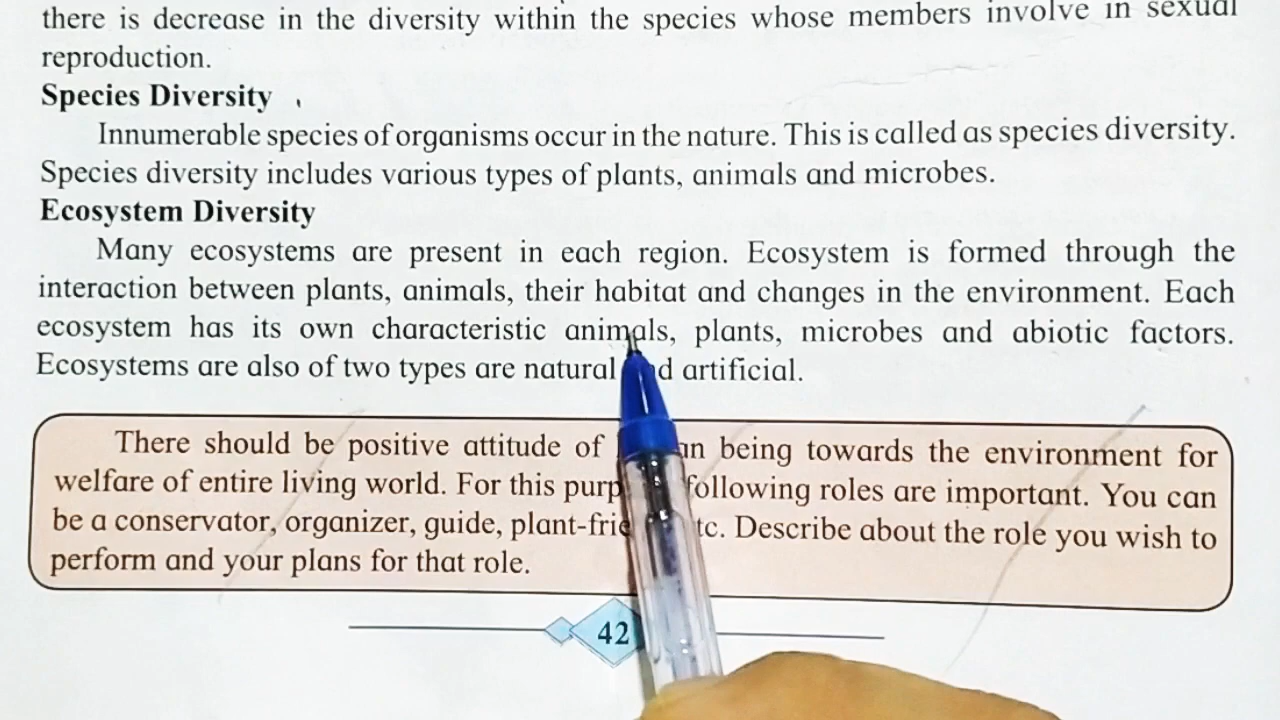 there is decrease in the diversity within the species whose members involve in sexual
reproduction.
Species Diversity
Innumerable species of organisms occur in the nature. This is called as species diversity.
Species diversity includes various types of plants, animals and microbes.
Ecosystem Diversity
Many ecosystems are present in each region. Ecosystem is formed through the
interaction between plants, animals, their habitat and changes in the environment. Each
ecosystem has its own characteristic animals, plants, microbes and abiotic factors.
Ecosystems are also of two types are natural artificial.
There should be positive attitude of being towards the environment for
welfare of entire living world. For this following roles are important. You can
be a conservator, organizer, guide, Describe about the role you wish to
perform and your plans for that role.
42